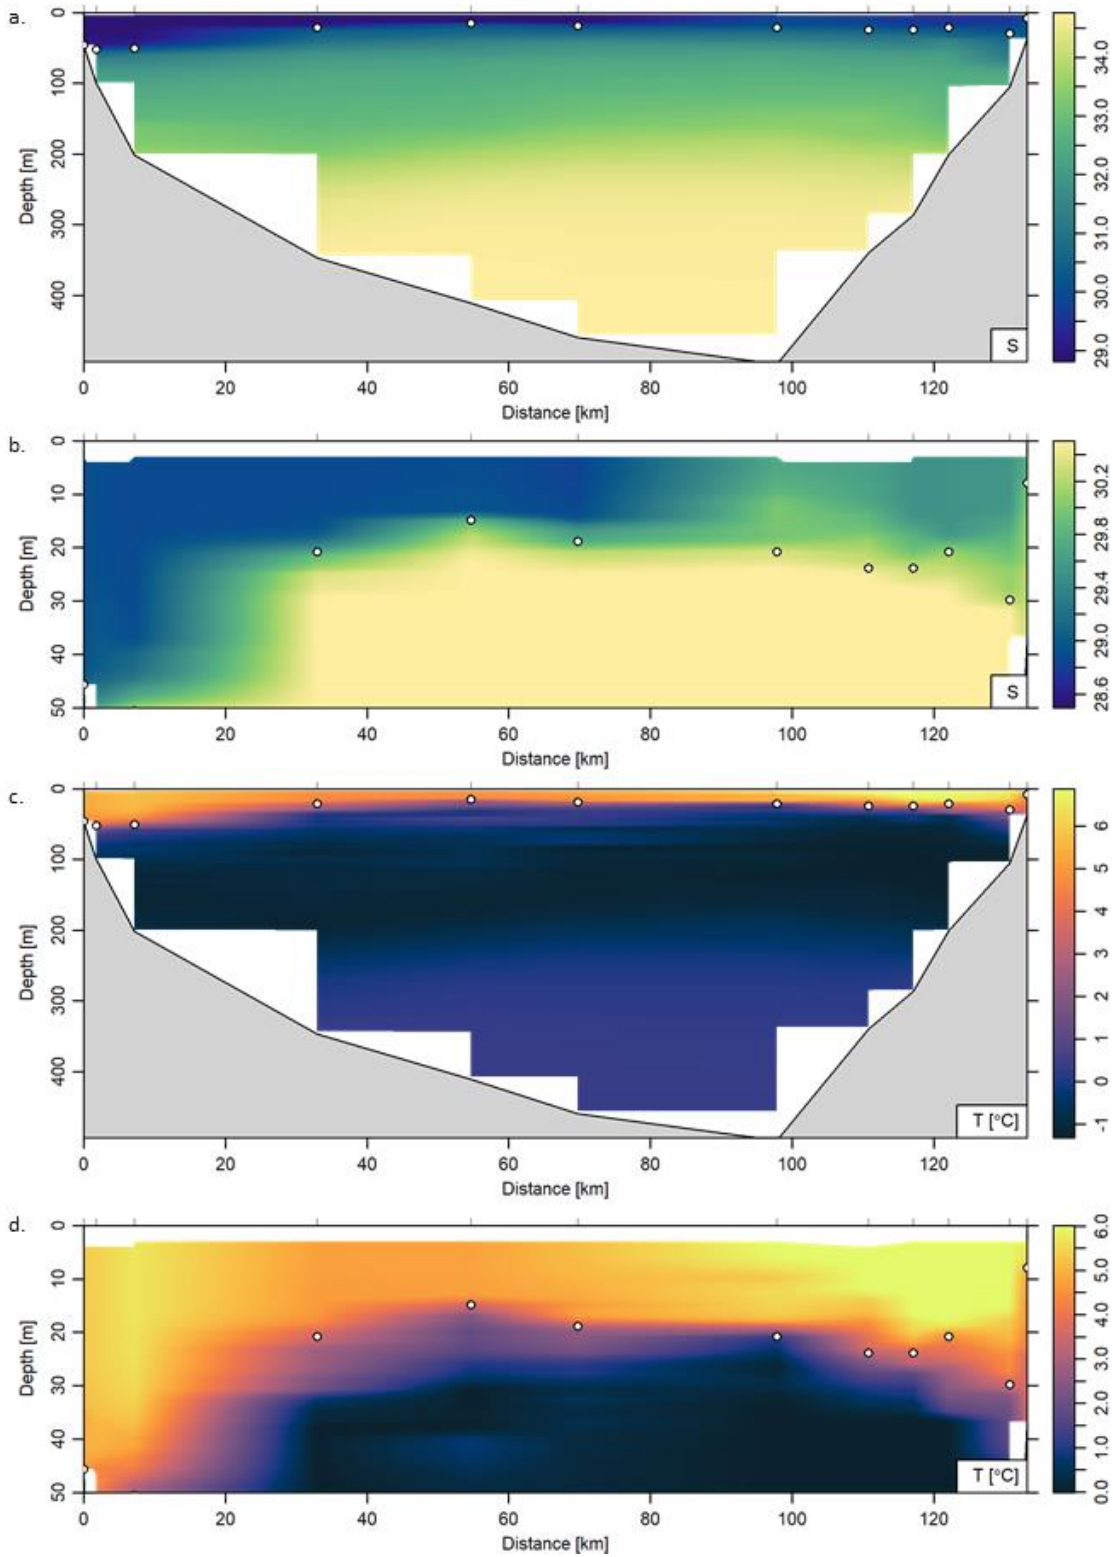 a.
0
100
200
300
400
Depth [m]
0 20 40 60 80 100 120
Distance [km]
S
34.0
33.0
32.0
31.0
30.0
29.0
b.
0
10
20
30
40
50
Depth [m]
0 20 40 60 80 100 120
Distance [km]
S
30.2
29.8
29.4
29.0
28.6
c.
0
100
200
300
400
Depth [m]
0 20 40 60 80 100 120
Distance [km]
T [°C]
6
5
4
3
2
1
0
-1
d.
0
10
20
30
40
50
Depth [m]
0 20 40 60 80 100 120
Distance [km]
T [°C]
6.0
5.0
4.0
3.0
2.0
1.0
0.0